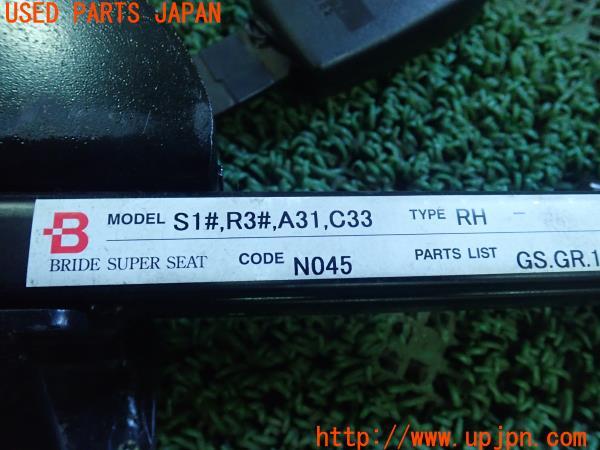 USED PARTS JAPAN
B
MODEL S1#,R3#,A31,C33 TYPE RH -
BRIDE SUPER SEAT CODE N045 PARTS LIST GS.GR.1
http://www.upjpn.com/